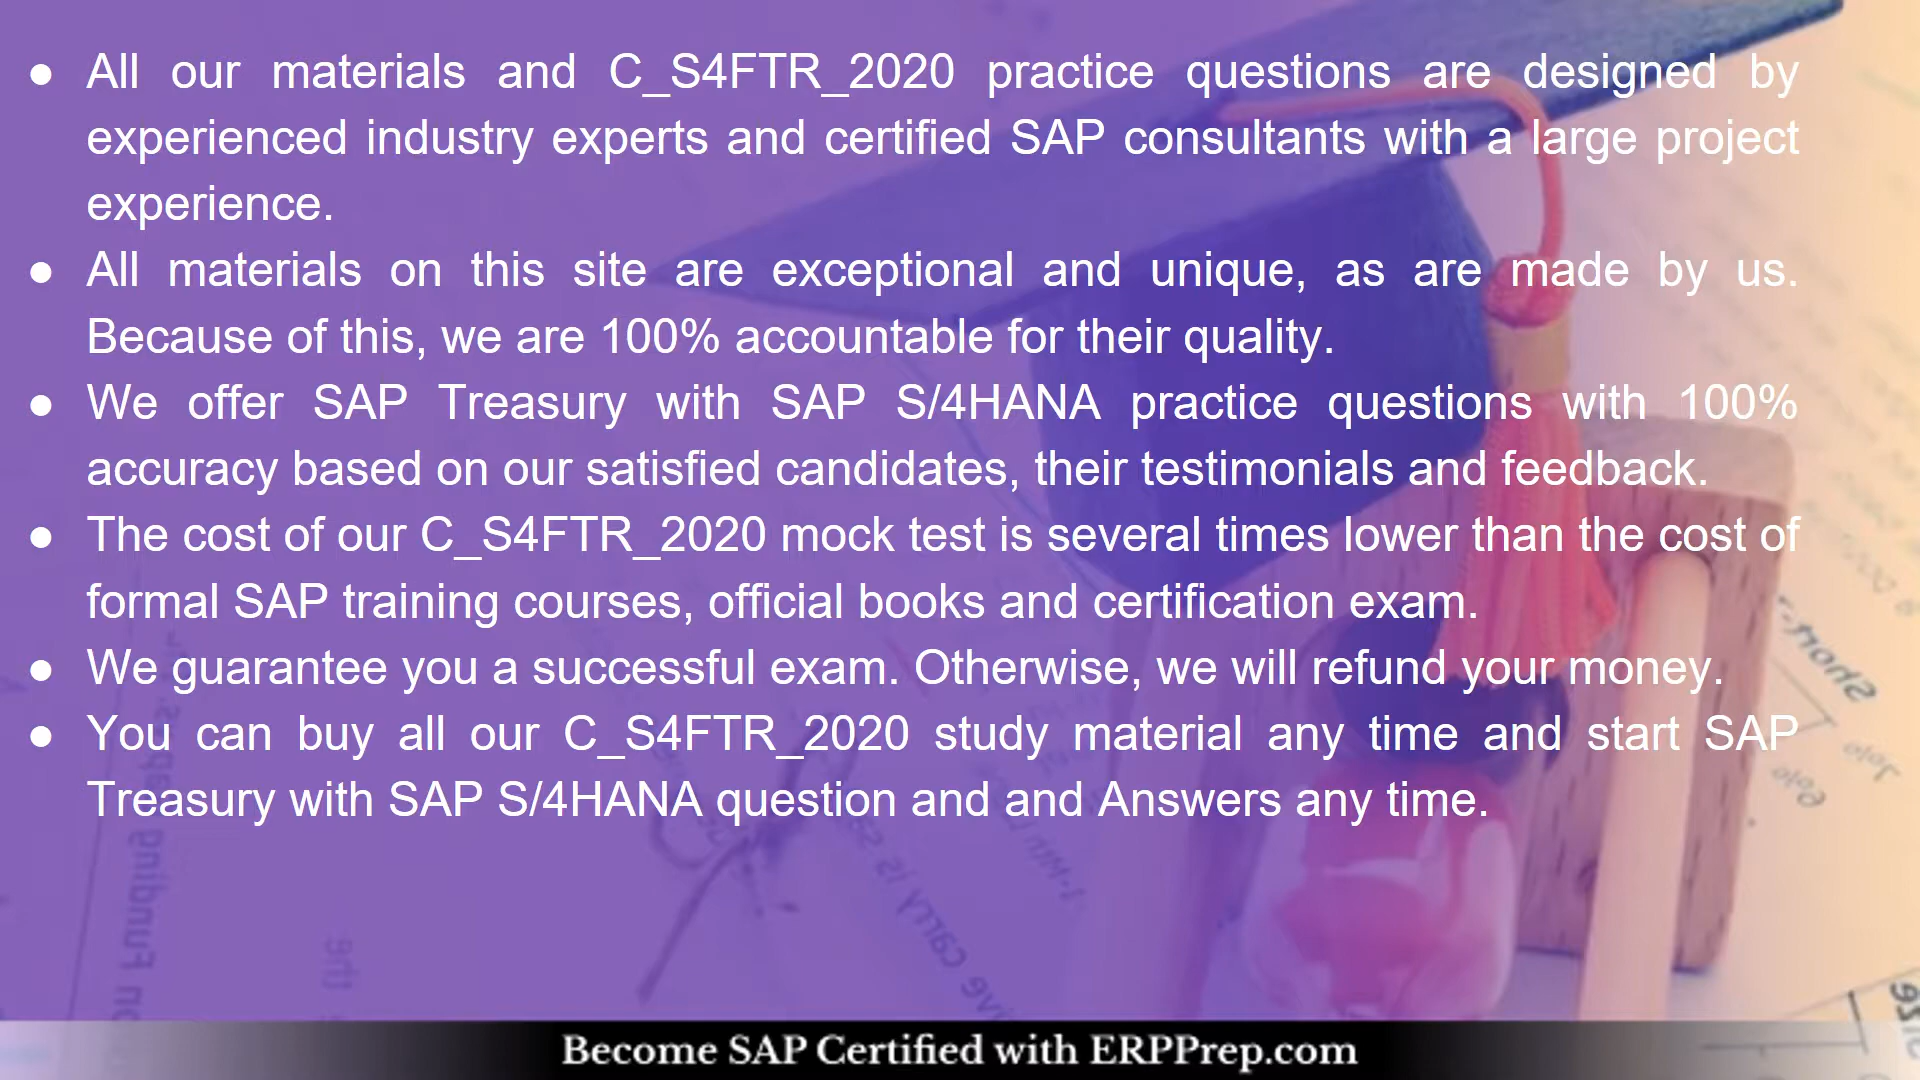 ● All our materials and C_S4FTR_2020 practice questions are designed by
experienced industry experts and certified SAP consultants with a large project
experience.
● All materials on this site are exceptional and unique, as are made by us.
Because of this, we are 100% accountable for their quality.
● We offer SAP Treasury with SAP S/4HANA practice questions with 100%
accuracy based on our satisfied candidates, their testimonials and feedback.
● The cost of our C_S4FTR_2020 mock test is several times lower than the cost of
formal SAP training courses, official books and certification exam.
● We guarantee you a successful exam. Otherwise, we will refund your money.
● You can buy all our C_S4FTR_2020 study material any time and start SAP
Treasury with SAP S/4HANA question and and Answers any time.
Short-
Funding
carry is
Become SAP Certified with ERPPrep.com